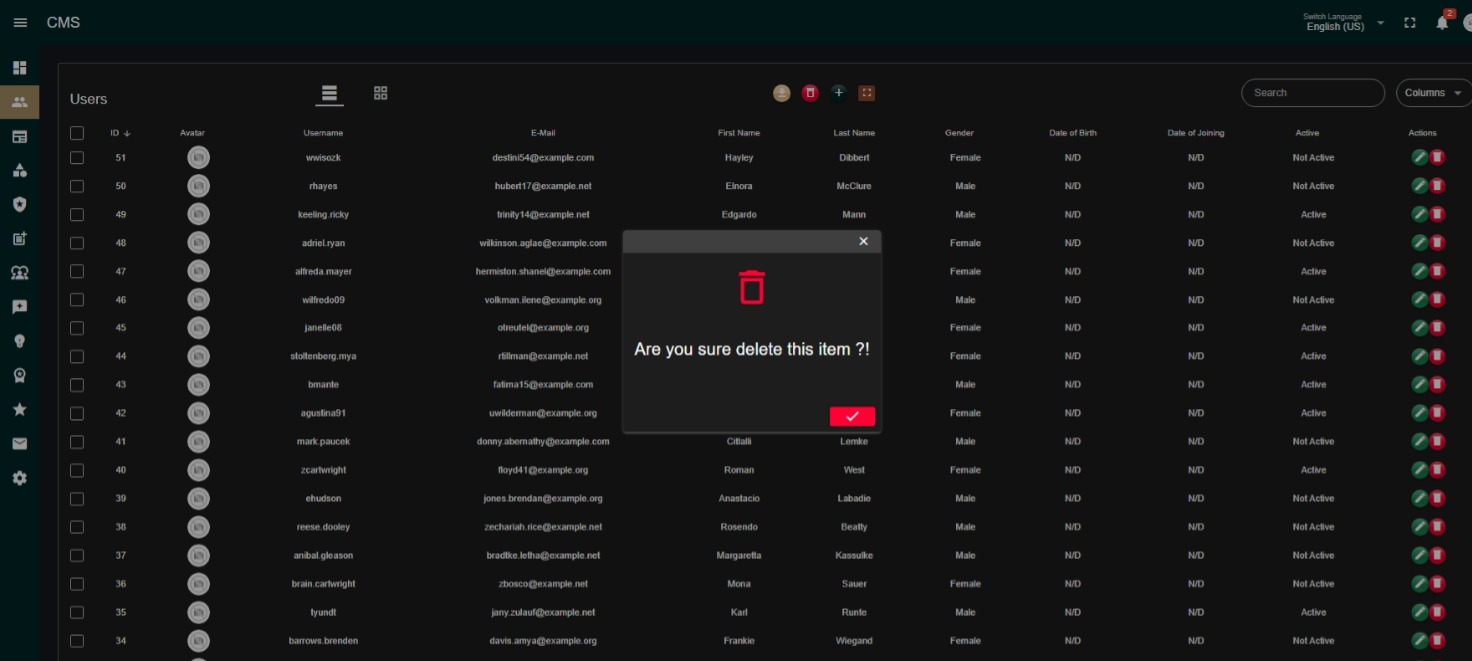 CMS
Switch Language
English (US)
2
Users
Search
Columns
ID Avatar Username E-Mail First Name Last Name Gender Date of Birth Date of Joining Active Actions
51 wwisozk destini54@example.com Hayley Dibbert Female N/D N/D Not Active
50 rhayes hubert17@example.net Elnora McClure Male N/D N/D Not Active
49 keeling.ricky trinity14@example.net Edgardo Mann Male N/D N/D Active
48 adriel.ryan wilkinson.aglae@example.com Female N/D N/D Not Active
47 alfreda.mayer hermiston.shanel@example.com Female N/D N/D Active
46 wilfredo09 volkman.ilene@example.org Male N/D N/D Not Active
45 janelle08 otreutel@example.org Female N/D N/D Active
44 stoltenberg.mya rtillman@example.net Female N/D N/D Active
43 bmante fatima15@example.com Male N/D N/D Active
42 agustina91 uwilderman@example.org Female N/D N/D Active
41 mark.paucek donny.abernathy@example.com Citlalli Lemke Male N/D N/D Not Active
40 zcartwright floyd41@example.org Roman West Female N/D N/D Active
39 ehudson jones.brendan@example.org Anastacio Labadie Male N/D N/D Not Active
38 reese.dooley zechariah.rice@example.net Rosendo Beatty Male N/D N/D Not Active
37 anibal.gleason bradtke.letha@example.net Margaretta Kassulke Male N/D N/D Not Active
36 brain.cartwright zbosco@example.net Mona Sauer Female N/D N/D Not Active
35 tyundt jany.zulauf@example.net Karl Runte Male N/D N/D Active
34 barrows.brenden davis.amya@example.org Frankie Wiegand Female N/D N/D Not Active
Are you sure delete this item ?!